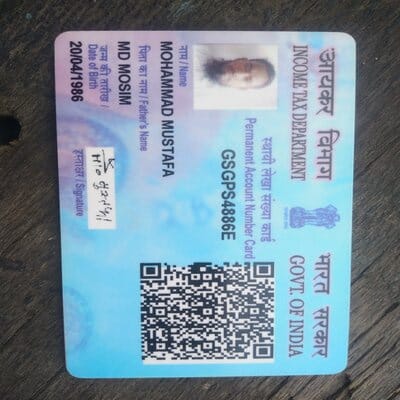 आयकर विभाग
INCOME TAX DEPARTMENT
भारत सरकार
GOVT. OF INDIA
स्थायी लेखा संख्या कार्ड
Permanent Account Number Card
GSGPS4886E
नाम / Name
MOHAMMAD MUSTAFA
पिता का नाम / Father's Name
MD MOSIM
जन्म की तारीख /
Date of Birth
20/04/1986
हस्ताक्षर / Signature